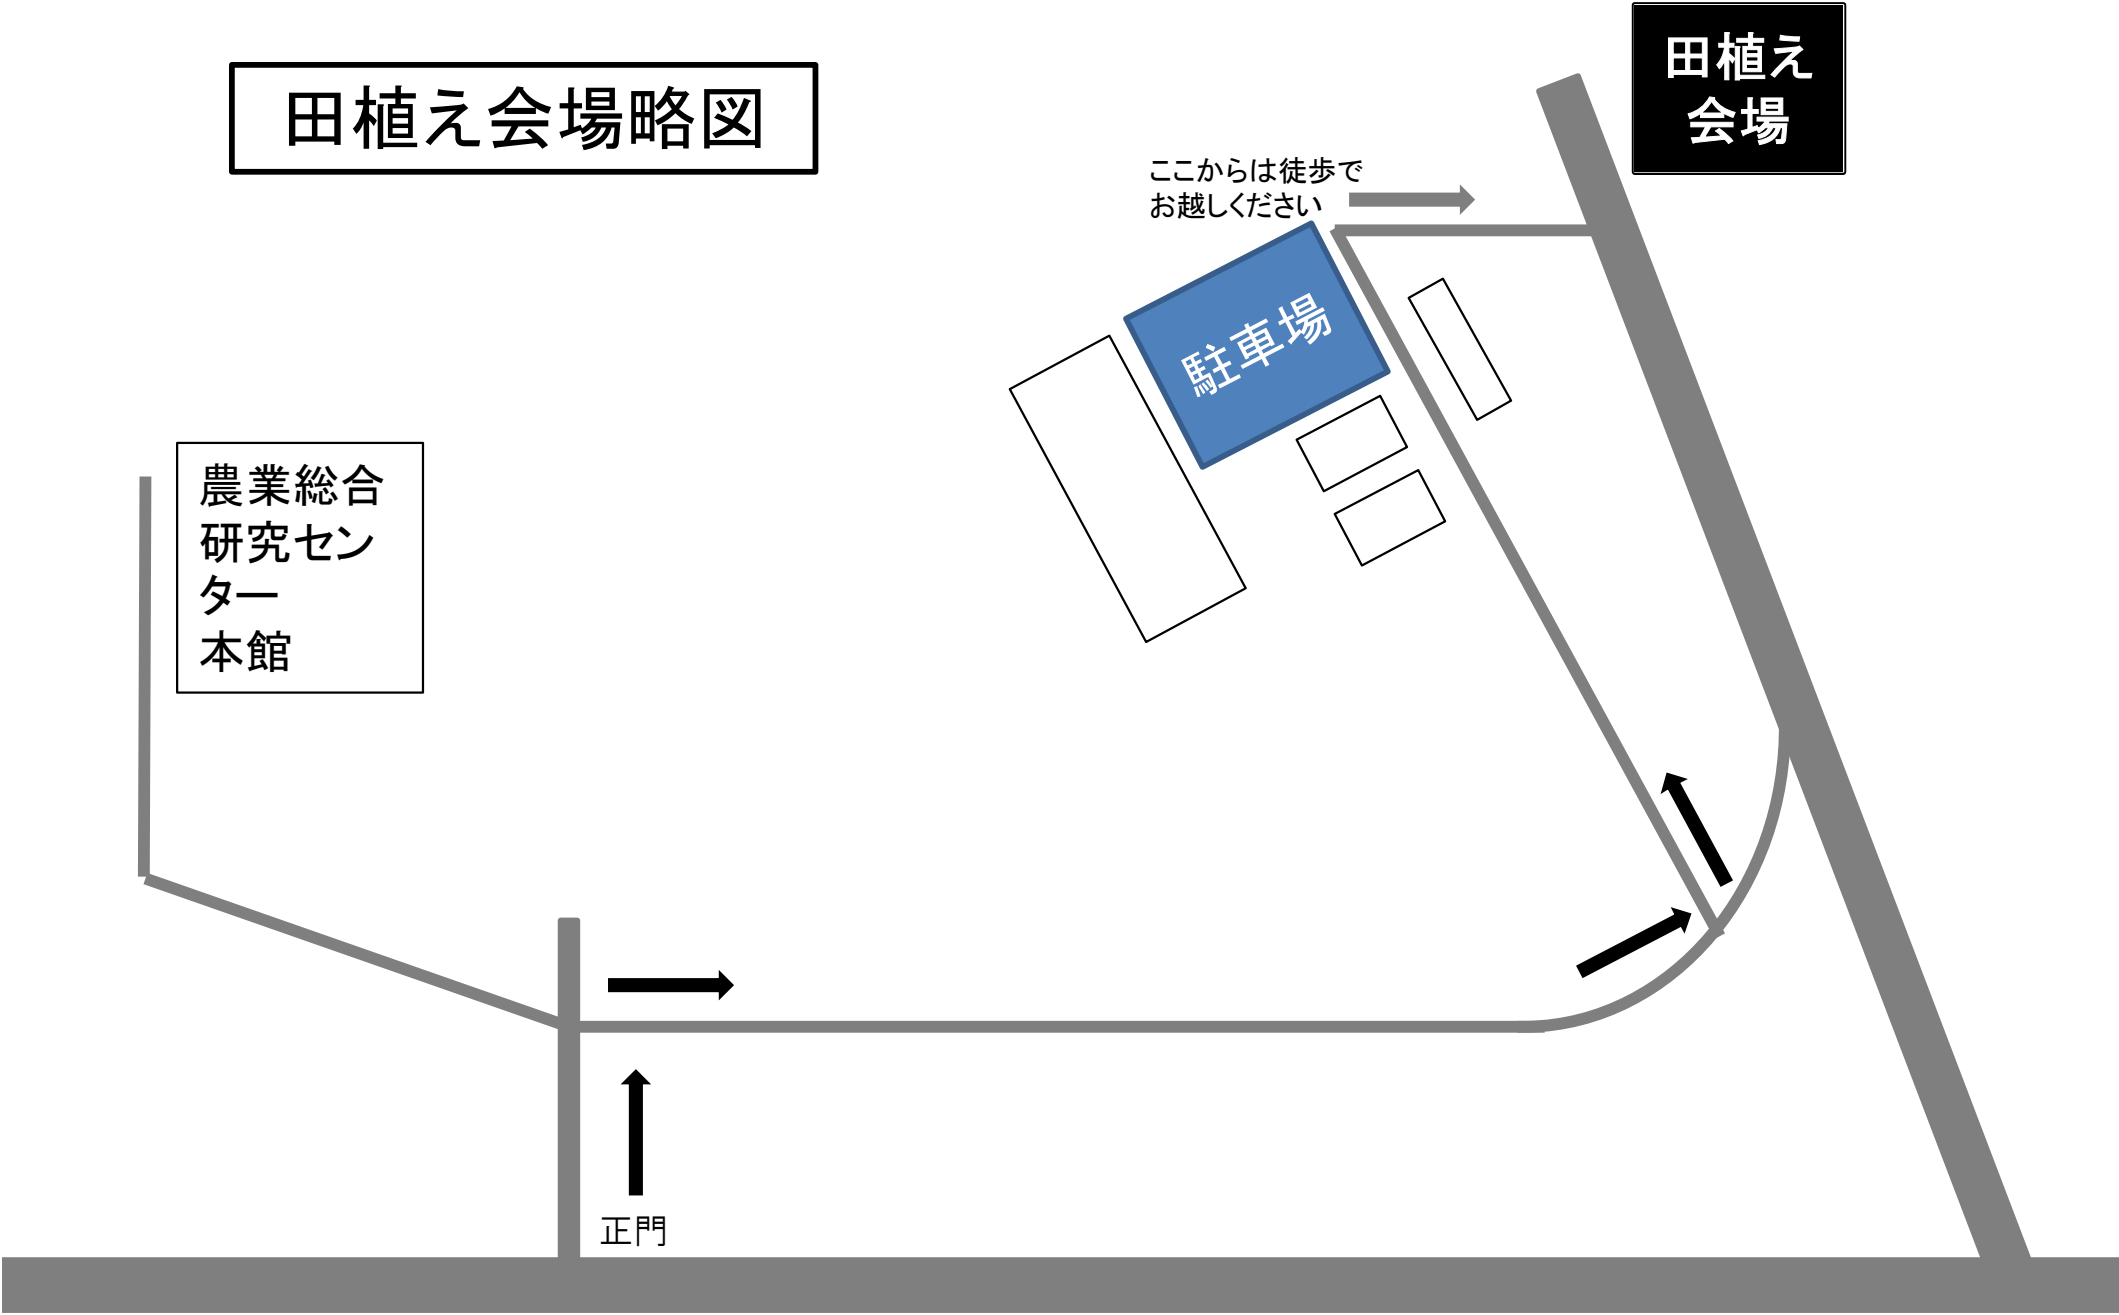 田植え会場略図
田植え
会場
ここからは徒歩で
お越しください
駐車場
農業総合
研究セン
ター
本館
正門